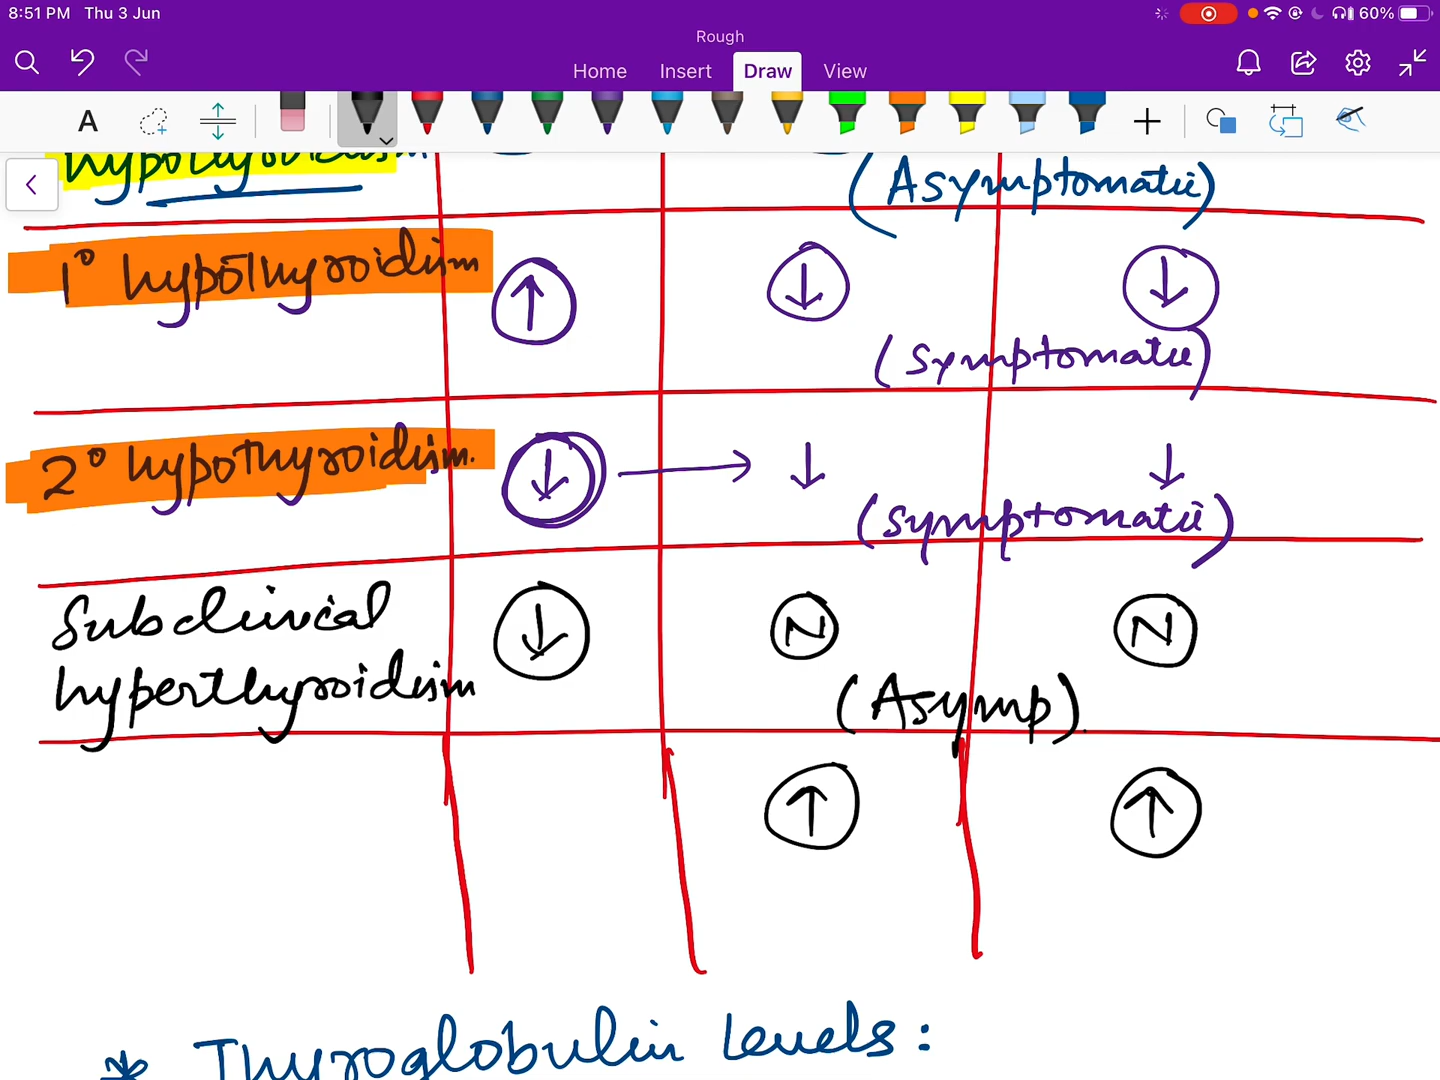 8:51 PM Thu 3 Jun
60%
Rough
Home Insert Draw View
A
hypothyroidism
(Asymptomatic)
1° hypothyroidism ↑ ↓ ↓
(Symptomatic)
2° hypothyroidism. ↓ → ↓ ↓
(Symptomatic)
Subclinical ↓ N N
hyperthyroidism
(Asymp).
↑ ↑
* Thyroglobulin Levels: